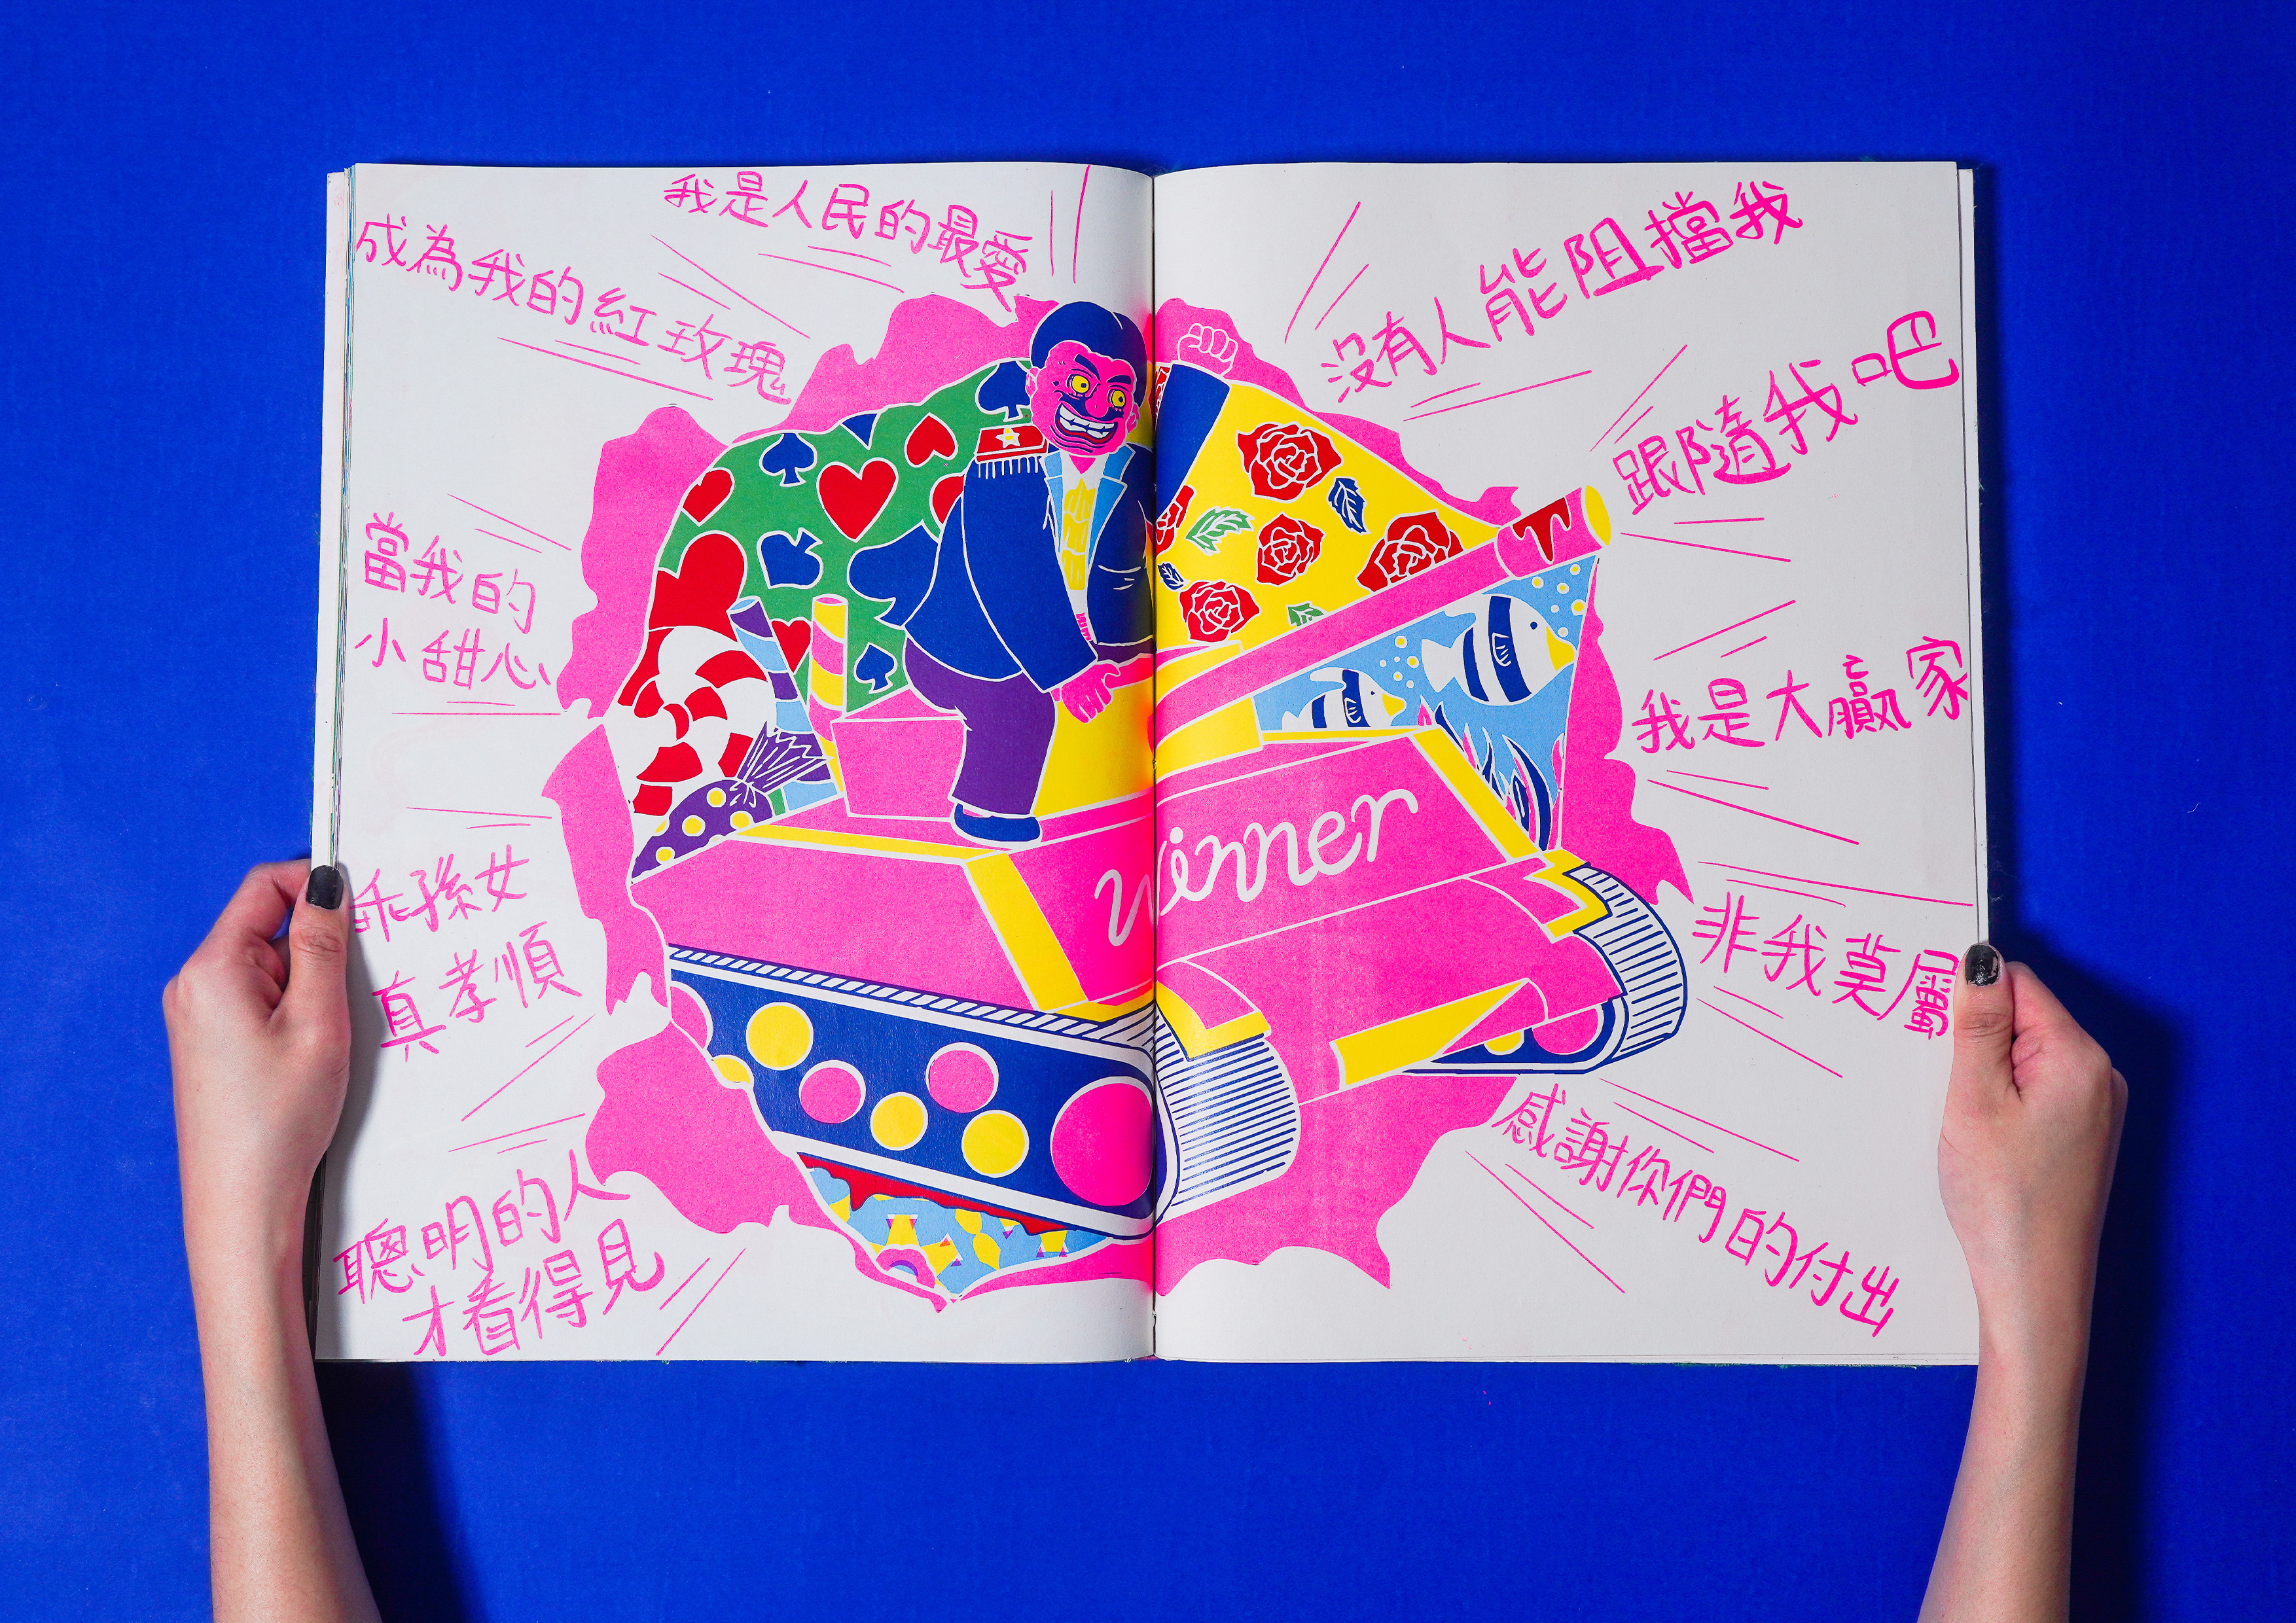 我是人民的最愛
成為我的紅玫瑰
當我的
小甜心
乖孫女
真孝順
聰明的人
才看得見
winner
沒有人能阻擋我
跟隨我吧
我是大贏家
非我莫屬
感謝你們的付出